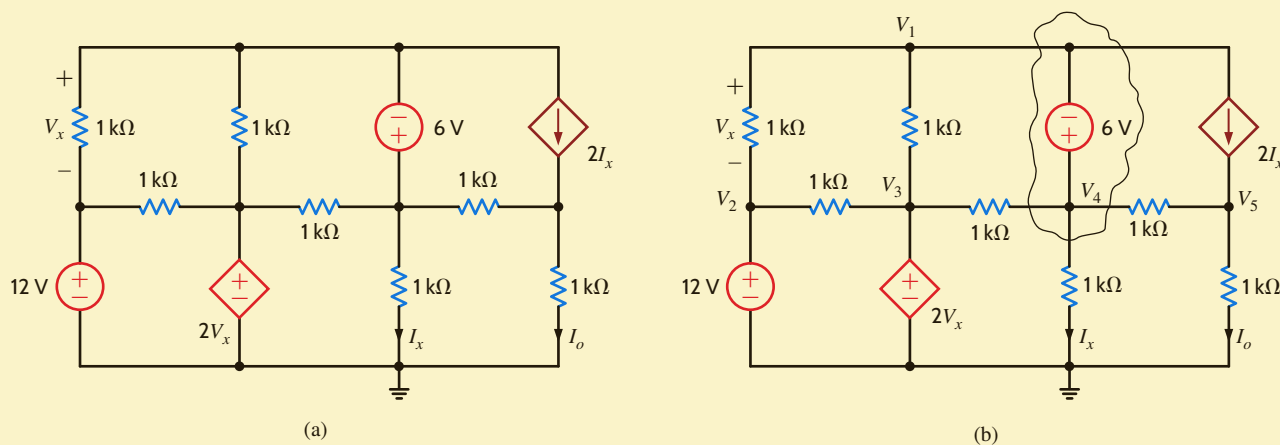 +
V_x
−
1 kΩ
1 kΩ
−
+
6 V
2I_x
1 kΩ
1 kΩ
1 kΩ
12 V
+
−
+
−
2V_x
1 kΩ
1 kΩ
I_x
I_o
(a)
V_1
+
V_x
−
1 kΩ
1 kΩ
−
+
6 V
2I_x
1 kΩ
V_2
V_3
1 kΩ
V_4
1 kΩ
V_5
12 V
+
−
+
−
2V_x
1 kΩ
1 kΩ
I_x
I_o
(b)